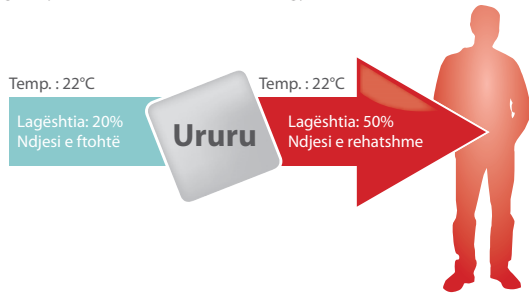 Temp. : 22°C
Lagështia: 20%
Ndjesi e ftohtë
Ururu
Temp. : 22°C
Lagështia: 50%
Ndjesi e rehatshme